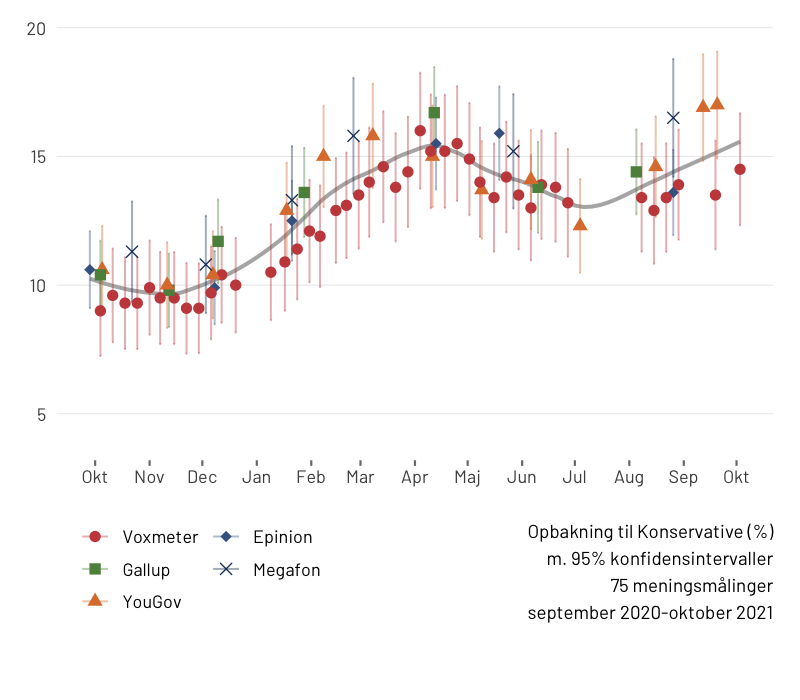 20
15
10
5
Okt Nov Dec Jan Feb Mar Apr Maj Jun Jul Aug Sep Okt
Voxmeter Epinion
Gallup Megafon
YouGov
Opbakning til Konservative (%)
m. 95% konfidensintervaller
75 meningsmålinger
september 2020-oktober 2021